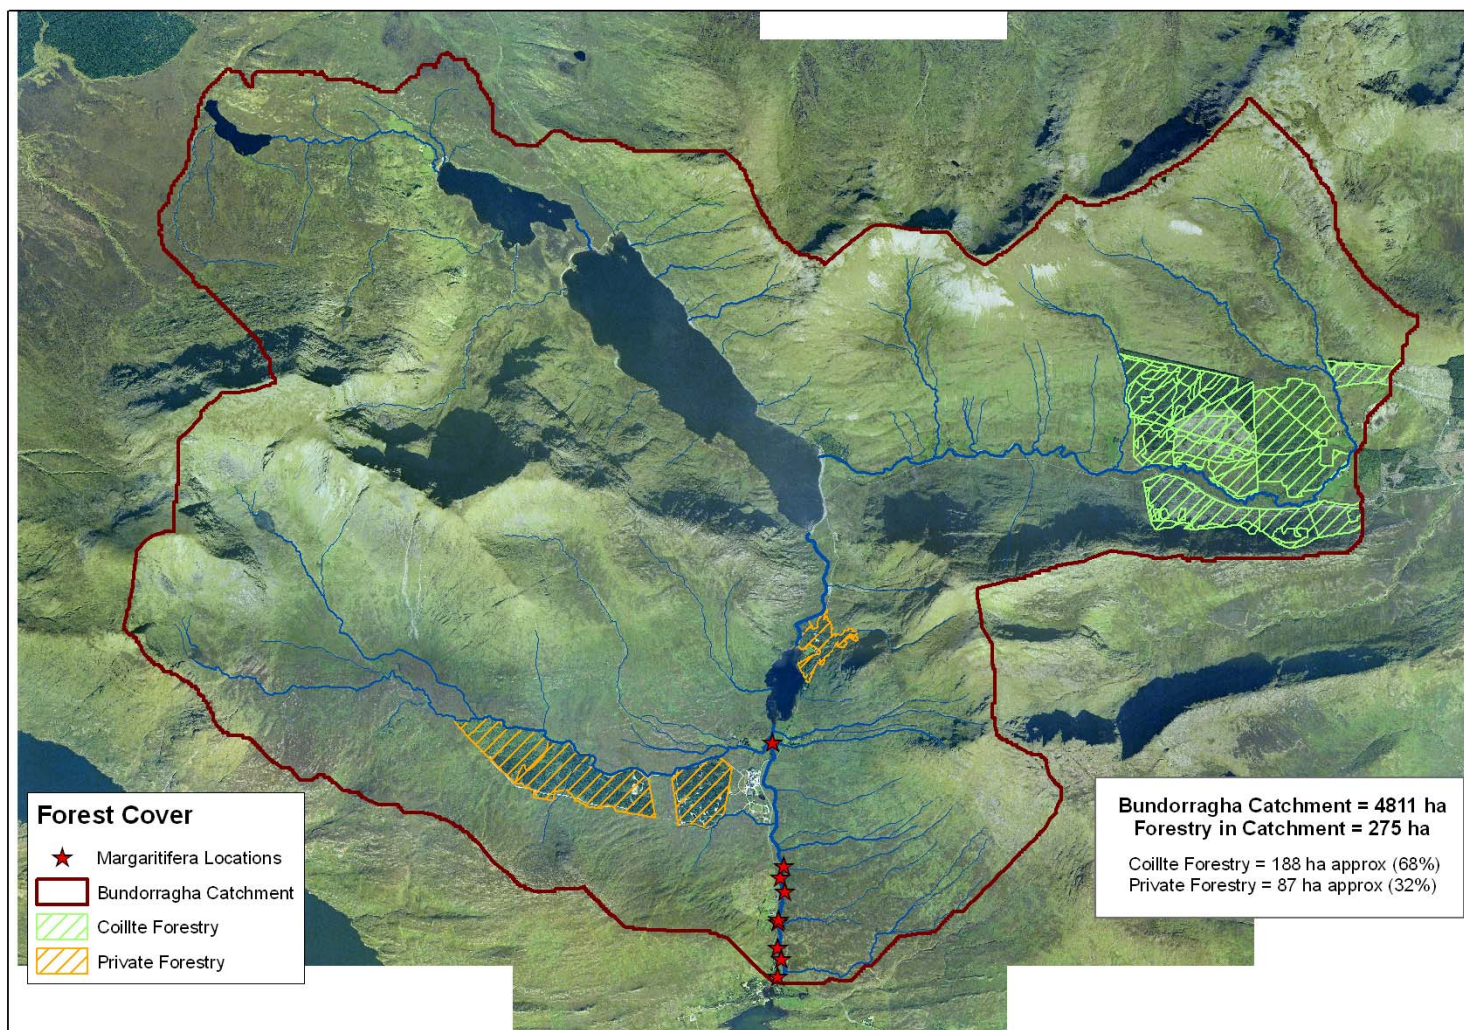 Forest Cover
Margaritifera Locations
Bundorragha Catchment
Coillte Forestry
Private Forestry
Bundorragha Catchment = 4811 ha
Forestry in Catchment = 275 ha
Coillte Forestry = 188 ha approx (68%)
Private Forestry = 87 ha approx (32%)